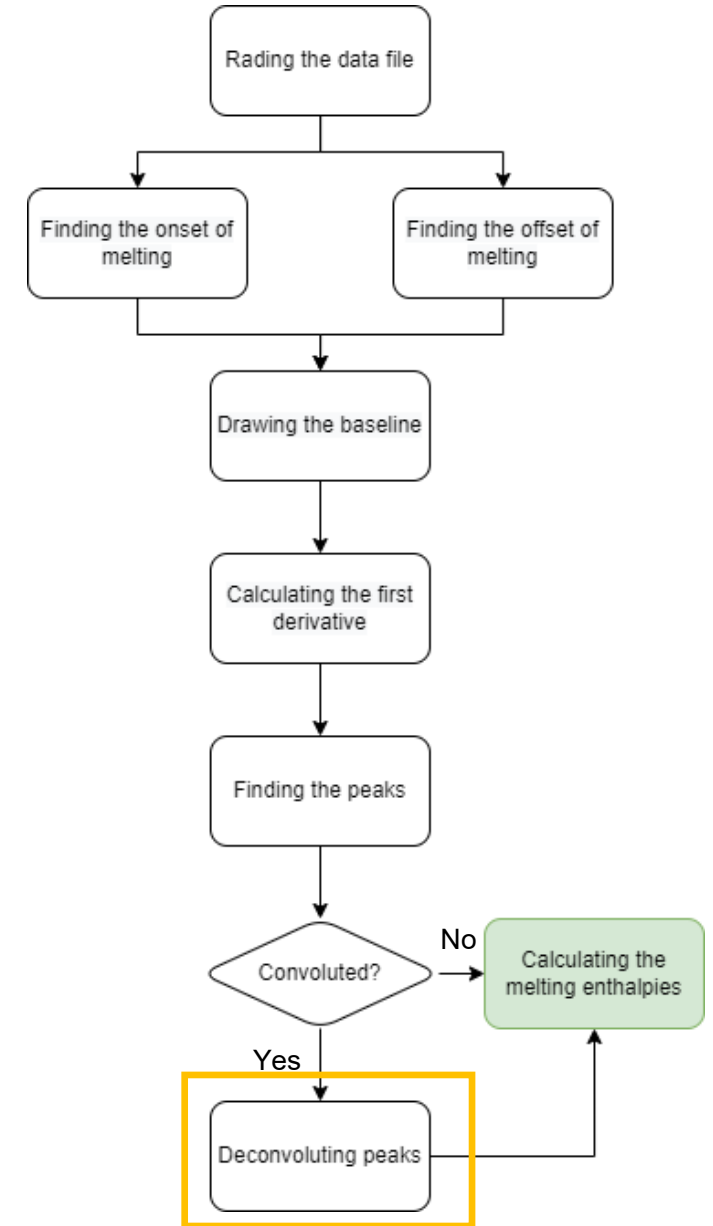 Rading the data file
Finding the onset of
melting
Finding the offset of
melting
Drawing the baseline
Calculating the first
derivative
Finding the peaks
Convoluted?
No
Calculating the
melting enthalpies
Yes
Deconvoluting peaks